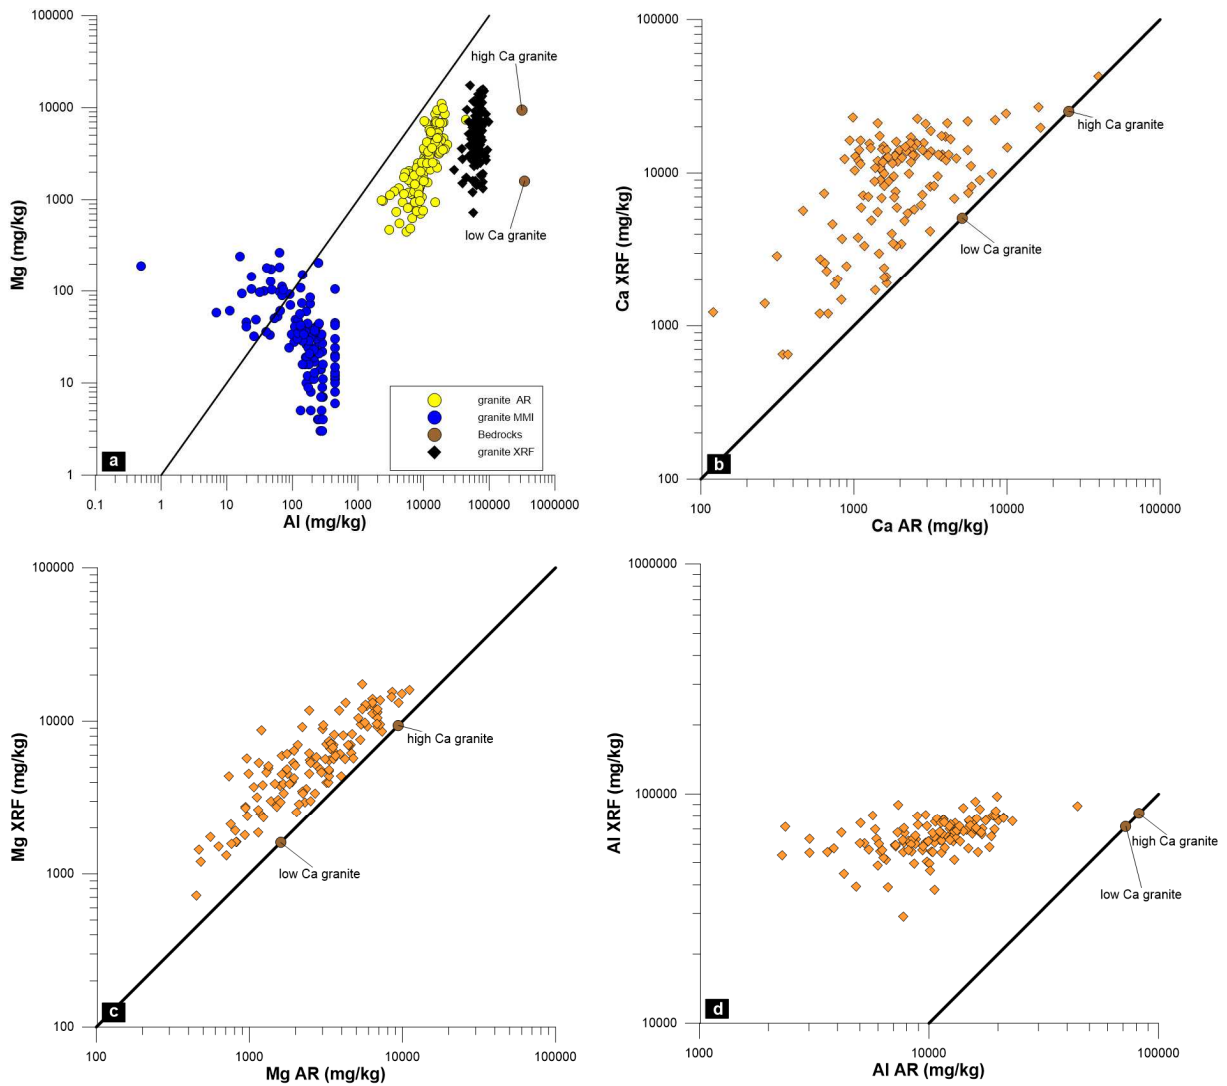 100000
10000
1000
100
10
1
Mg (mg/kg)
high Ca granite
low Ca granite
granite AR
granite MMI
Bedrocks
granite XRF
a
0.1
1
10
100
1000
10000
100000
1000000
Al (mg/kg)
100000
10000
1000
100
Ca XRF (mg/kg)
high Ca granite
low Ca granite
b
100
1000
10000
100000
Ca AR (mg/kg)
100000
10000
1000
100
Mg XRF (mg/kg)
high Ca granite
low Ca granite
c
100
1000
10000
100000
Mg AR (mg/kg)
1000000
100000
10000
Al XRF (mg/kg)
high Ca granite
low Ca granite
d
1000
10000
100000
Al AR (mg/kg)